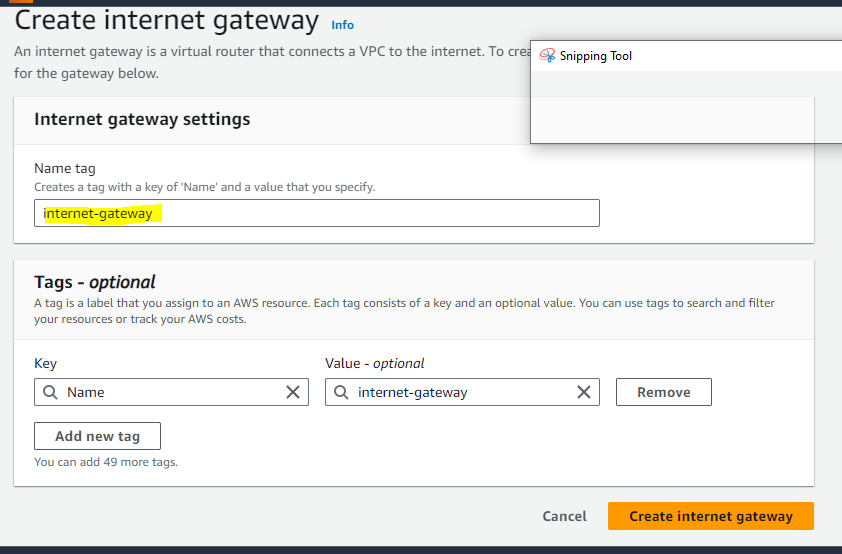 Create internet gateway Info
An internet gateway is a virtual router that connects a VPC to the internet. To
for the gateway below.
Snipping Tool
Internet gateway settings
Name tag
Creates a tag with a key of 'Name' and a value that you specify.
internet-gateway
Tags - optional
A tag is a label that you assign to an AWS resource. Each tag consists of a key and an optional value. You can use tags to search and filter
your resources or track your AWS costs.
Key Value - optional
Name internet-gateway Remove
Add new tag
You can add 49 more tags.
Cancel Create internet gateway